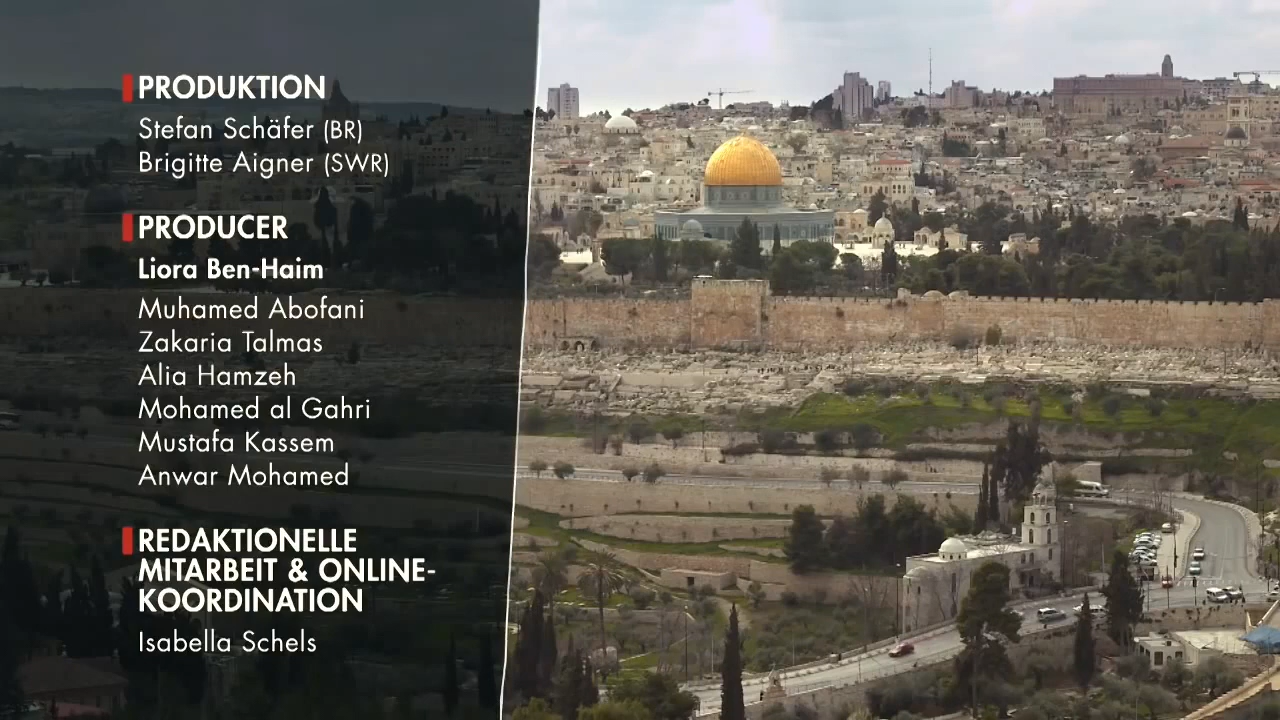 PRODUKTION
Stefan Schäfer (BR)
Brigitte Aigner (SWR)
PRODUCER
Liora Ben-Haim
Muhamed Abofani
Zakaria Talmas
Alia Hamzeh
Mohamed al Gahri
Mustafa Kassem
Anwar Mohamed
REDAKTIONELLE
MITARBEIT & ONLINE-
KOORDINATION
Isabella Schels